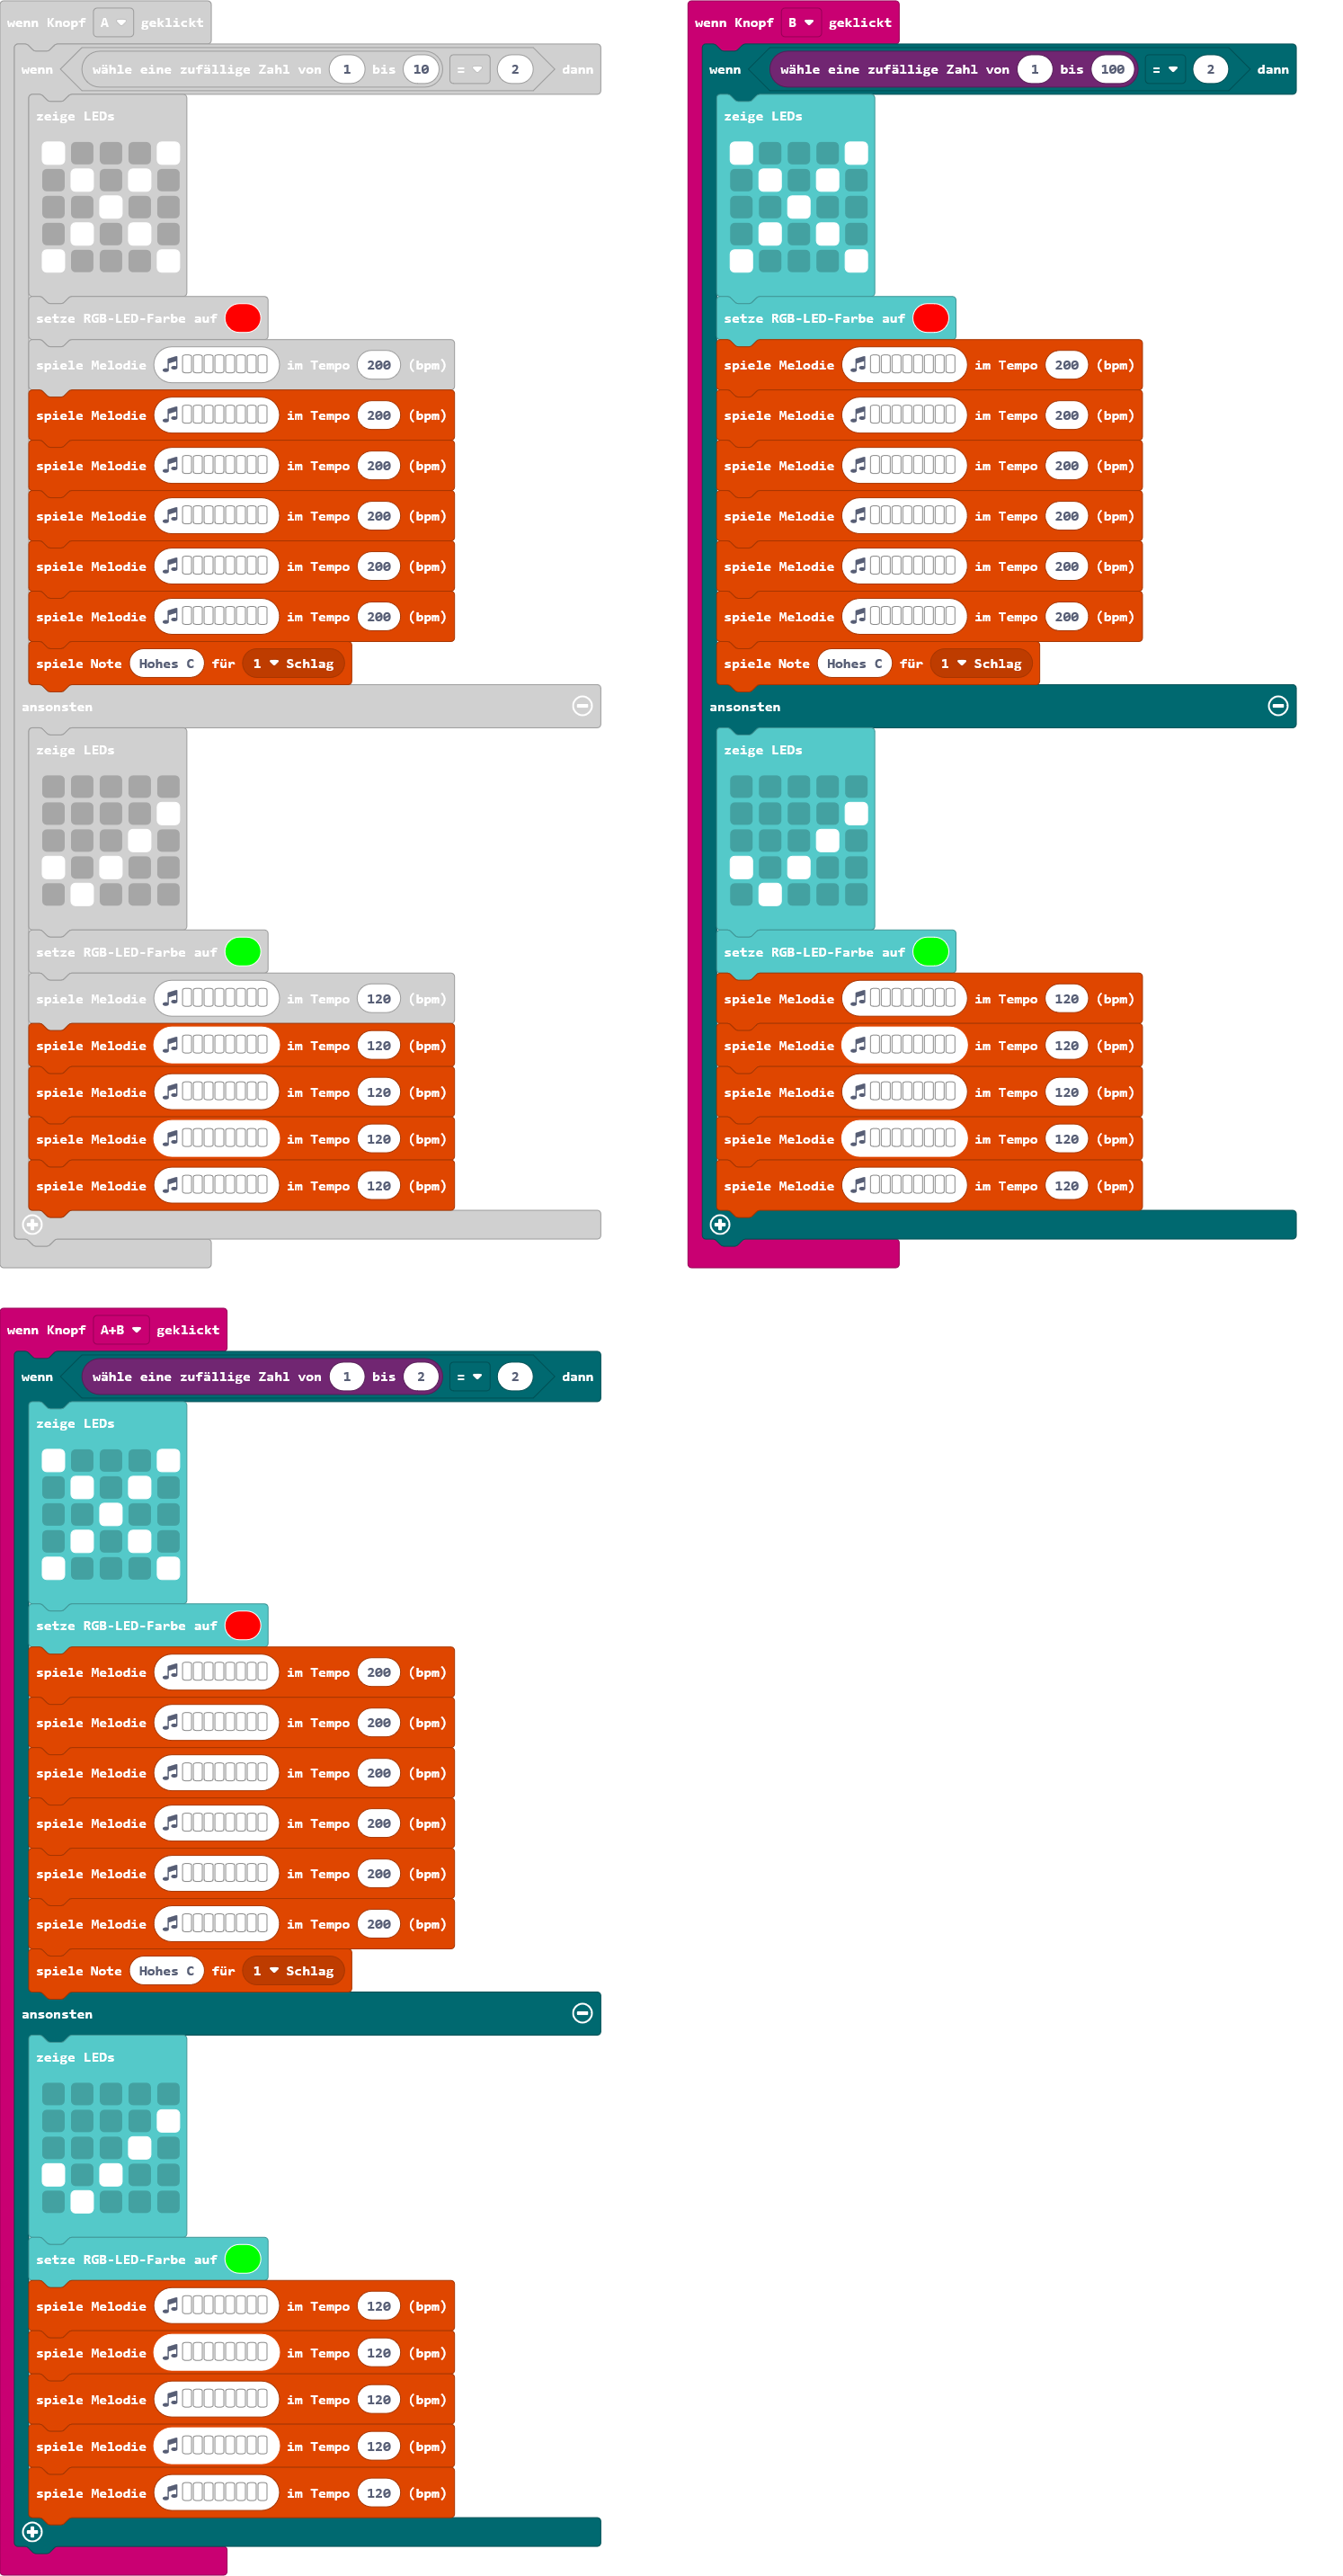 wenn Knopf A geklickt
wenn wähle eine zufällige Zahl von 1 bis 10 = 2 dann
zeige LEDs
setze RGB-LED-Farbe auf
spiele Melodie im Tempo 200 (bpm)
spiele Melodie im Tempo 200 (bpm)
spiele Melodie im Tempo 200 (bpm)
spiele Melodie im Tempo 200 (bpm)
spiele Melodie im Tempo 200 (bpm)
spiele Melodie im Tempo 200 (bpm)
spiele Note Hohes C für 1 Schlag
ansonsten
zeige LEDs
setze RGB-LED-Farbe auf
spiele Melodie im Tempo 120 (bpm)
spiele Melodie im Tempo 120 (bpm)
spiele Melodie im Tempo 120 (bpm)
spiele Melodie im Tempo 120 (bpm)
spiele Melodie im Tempo 120 (bpm)
wenn Knopf B geklickt
wenn wähle eine zufällige Zahl von 1 bis 100 = 2 dann
zeige LEDs
setze RGB-LED-Farbe auf
spiele Melodie im Tempo 200 (bpm)
spiele Melodie im Tempo 200 (bpm)
spiele Melodie im Tempo 200 (bpm)
spiele Melodie im Tempo 200 (bpm)
spiele Melodie im Tempo 200 (bpm)
spiele Melodie im Tempo 200 (bpm)
spiele Note Hohes C für 1 Schlag
ansonsten
zeige LEDs
setze RGB-LED-Farbe auf
spiele Melodie im Tempo 120 (bpm)
spiele Melodie im Tempo 120 (bpm)
spiele Melodie im Tempo 120 (bpm)
spiele Melodie im Tempo 120 (bpm)
spiele Melodie im Tempo 120 (bpm)
wenn Knopf A+B geklickt
wenn wähle eine zufällige Zahl von 1 bis 2 = 2 dann
zeige LEDs
setze RGB-LED-Farbe auf
spiele Melodie im Tempo 200 (bpm)
spiele Melodie im Tempo 200 (bpm)
spiele Melodie im Tempo 200 (bpm)
spiele Melodie im Tempo 200 (bpm)
spiele Melodie im Tempo 200 (bpm)
spiele Melodie im Tempo 200 (bpm)
spiele Note Hohes C für 1 Schlag
ansonsten
zeige LEDs
setze RGB-LED-Farbe auf
spiele Melodie im Tempo 120 (bpm)
spiele Melodie im Tempo 120 (bpm)
spiele Melodie im Tempo 120 (bpm)
spiele Melodie im Tempo 120 (bpm)
spiele Melodie im Tempo 120 (bpm)